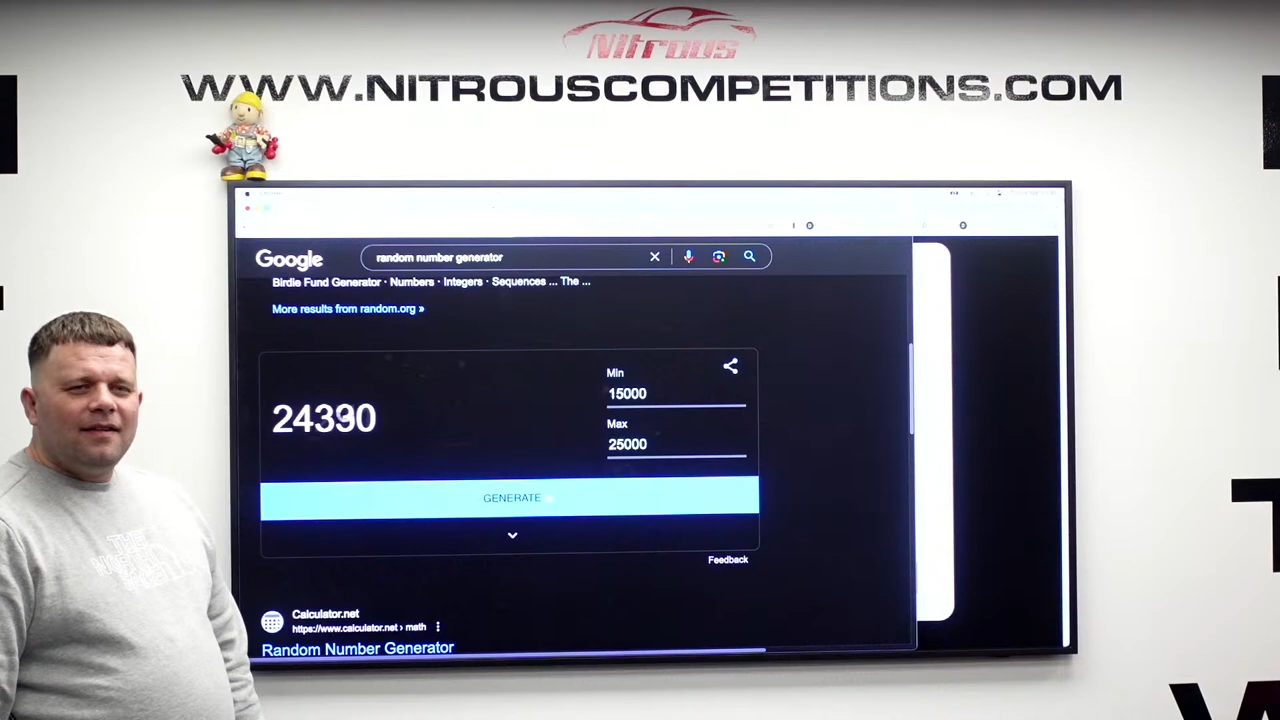 Nitrous
WWW.NITROUSCOMPETITIONS.COM
Google
random number generator
Birdie Fund Generator · Numbers · Integers · Sequences ... The ...
More results from random.org »
Min
15000
24390
Max
25000
GENERATE
Feedback
Calculator.net
https://www.calculator.net › math
Random Number Generator
THE